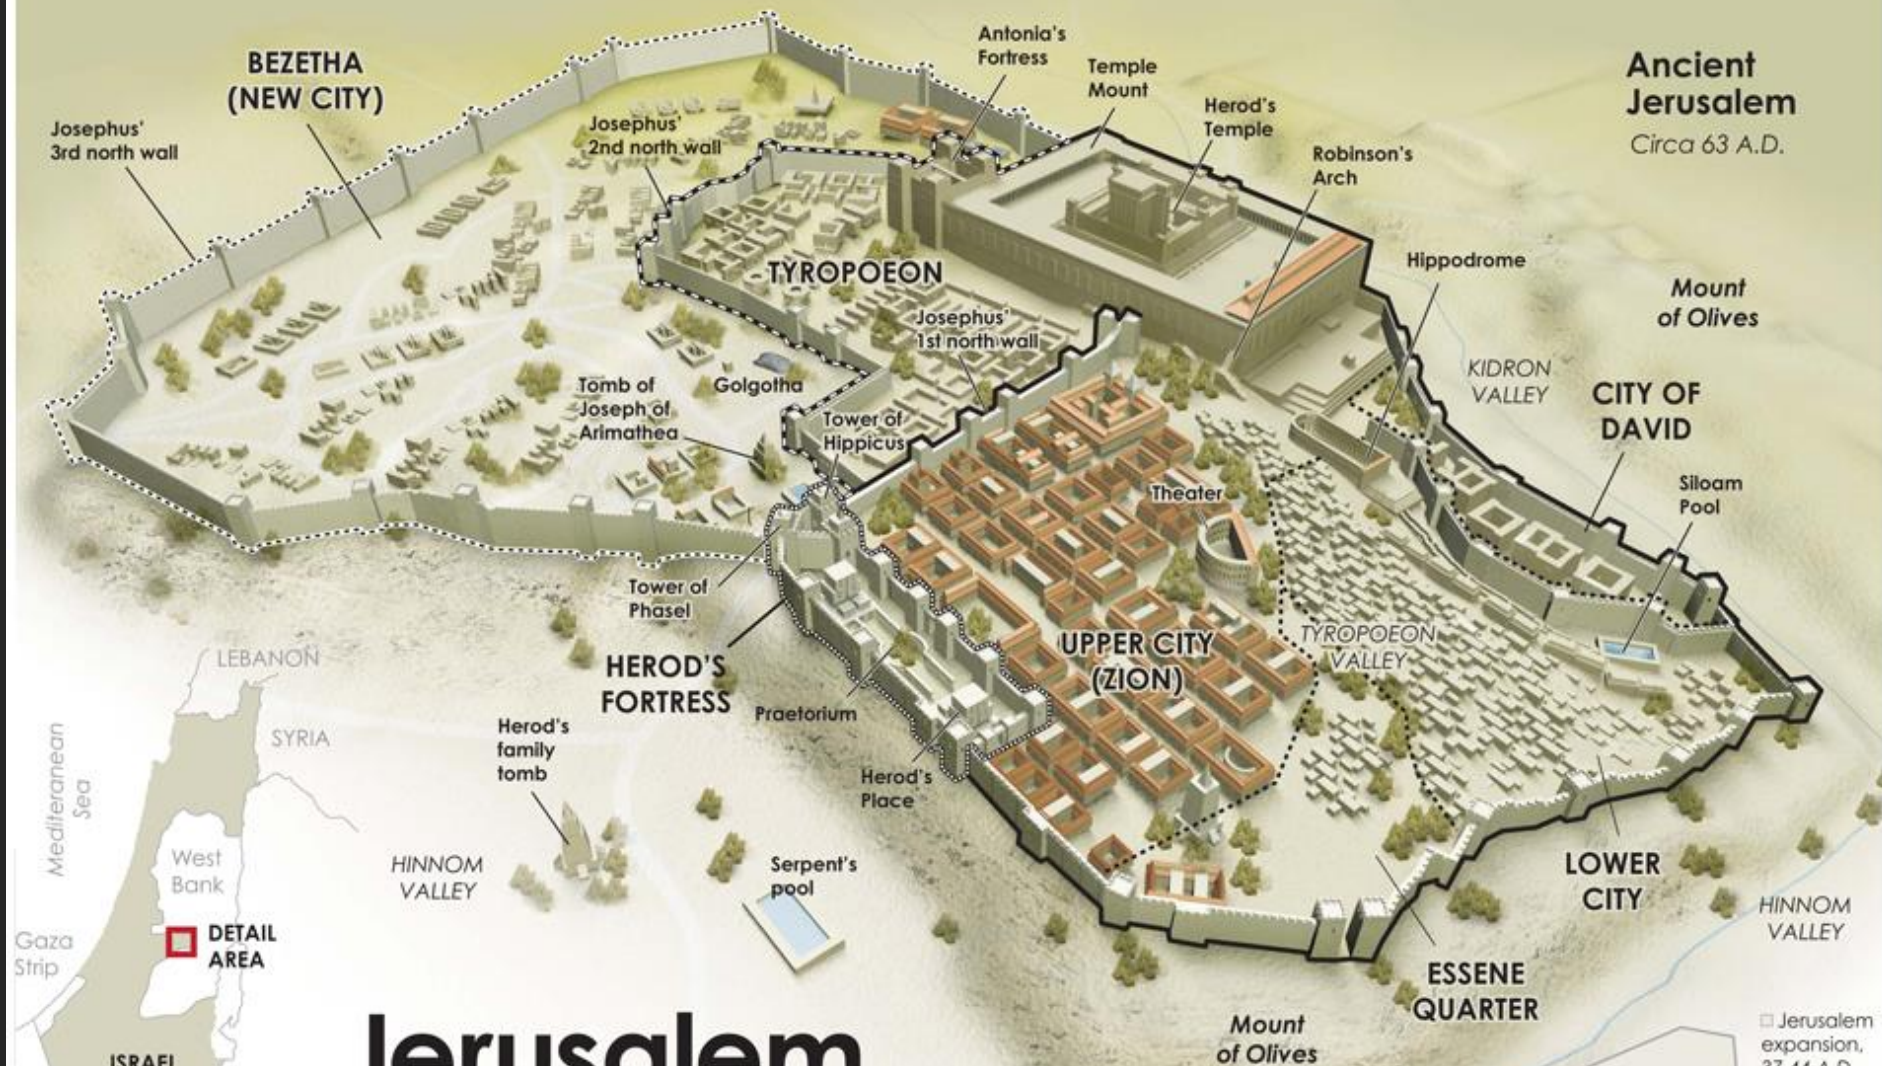 BEZETHA
(NEW CITY)
Josephus'
3rd north wall
Josephus'
2nd north wall
Antonia's
Fortress
Temple
Mount
Herod's
Temple
Robinson's
Arch
Ancient
Jerusalem
Circa 63 A.D.
TYROPOEON
Hippodrome
Mount
of Olives
Josephus'
1st north wall
KIDRON
VALLEY
CITY OF
DAVID
Tomb of
Joseph of
Arimathea
Golgotha
Tower of
Hippicus
Theater
Siloam
Pool
Tower of
Phasel
HEROD'S
FORTRESS
UPPER CITY
(ZION)
TYROPOEON
VALLEY
Praetorium
Herod's
family
tomb
Herod's
Place
LEBANON
SYRIA
Mediteranean
Sea
West
Bank
Gaza
Strip
DETAIL
AREA
ISRAEL
HINNOM
VALLEY
Serpent's
pool
LOWER
CITY
HINNOM
VALLEY
ESSENE
QUARTER
Mount
of Olives
Jerusalem
Jerusalem
expansion,
37-44 A.D.